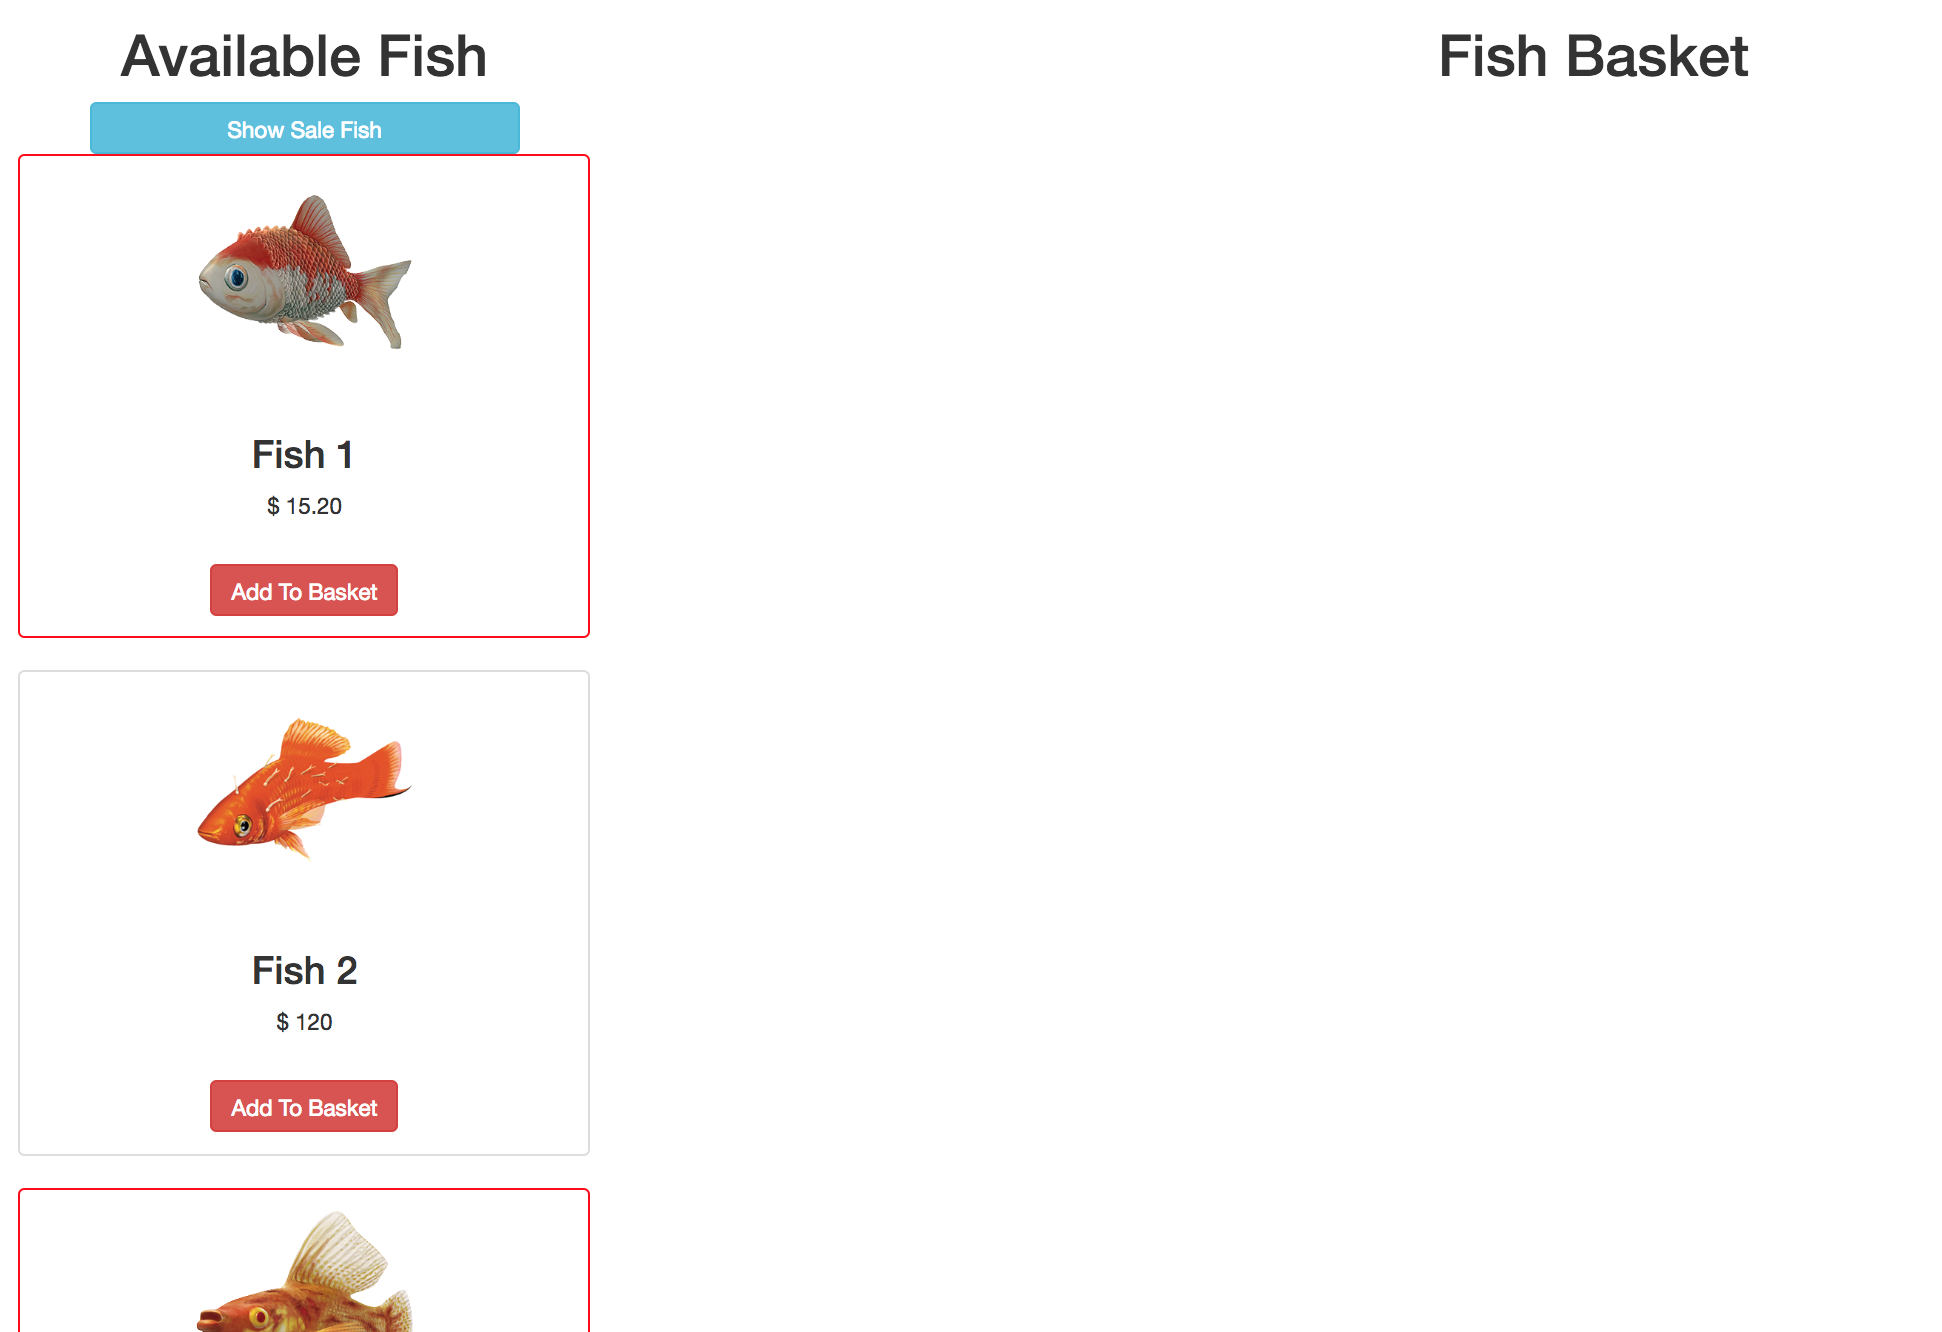 Available Fish
Fish Basket
Show Sale Fish
Fish 1
$ 15.20
Add To Basket
Fish 2
$ 120
Add To Basket